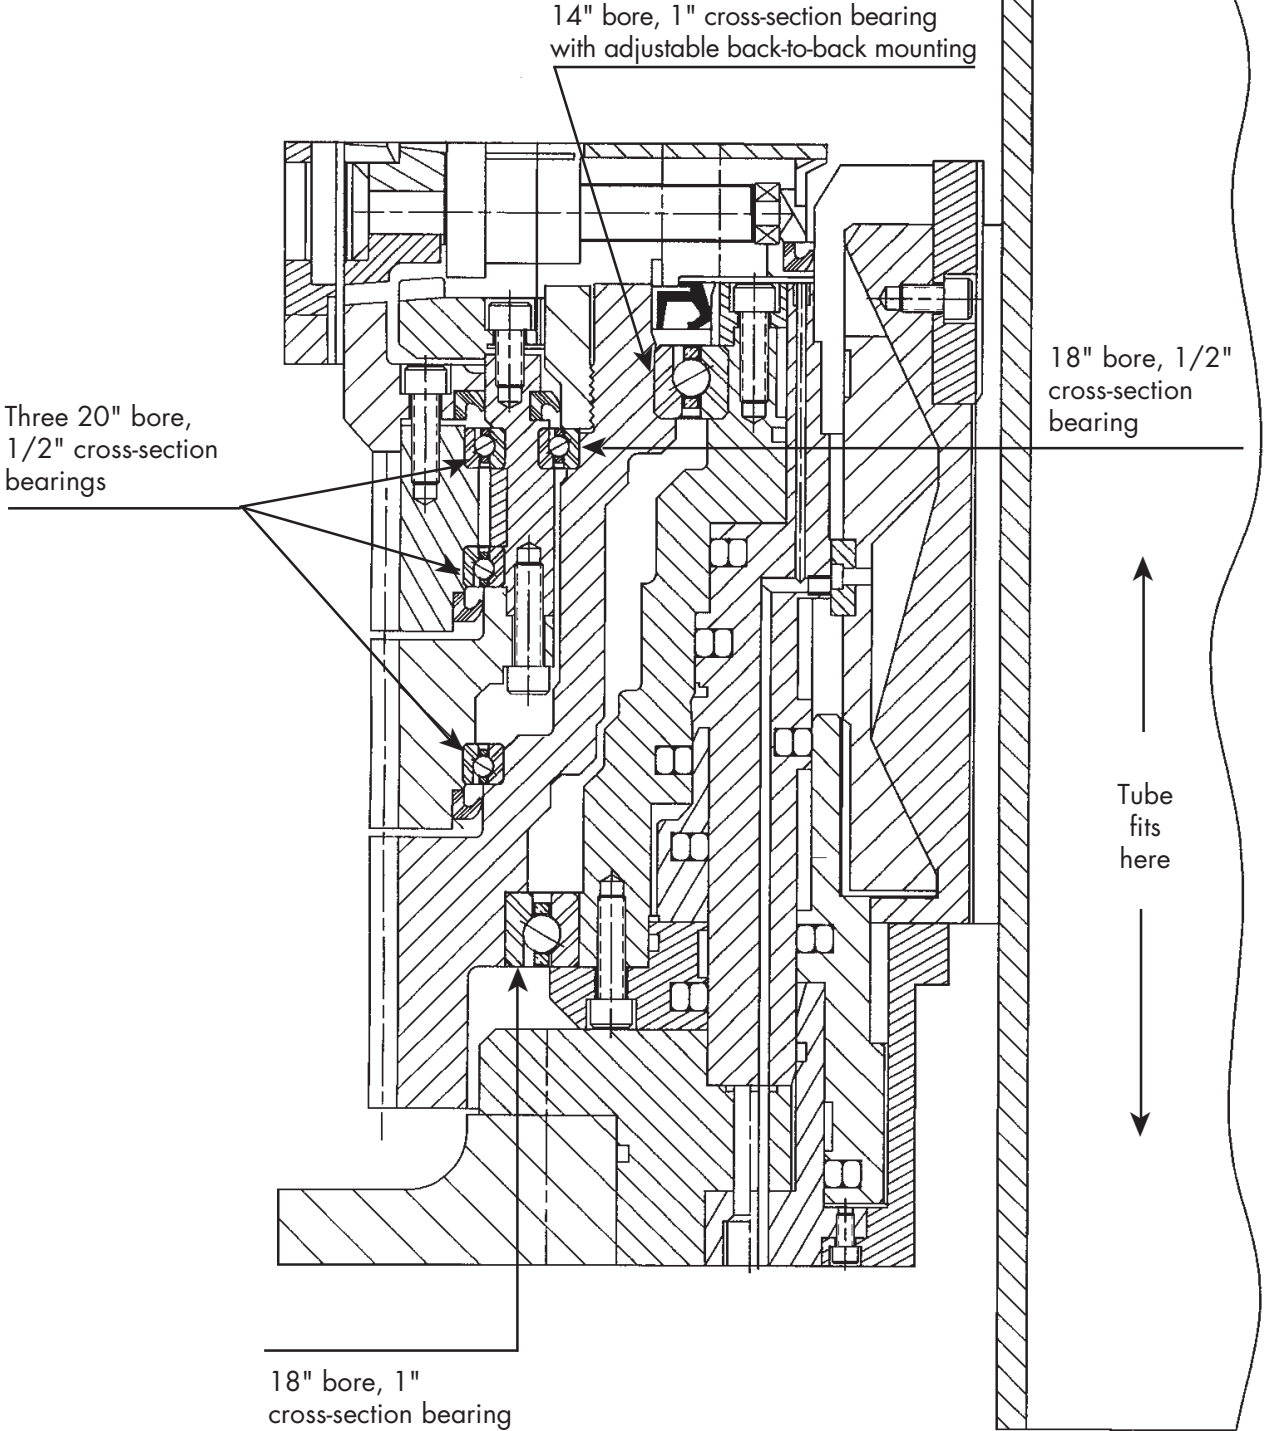 14" bore, 1" cross-section bearing
with adjustable back-to-back mounting
18" bore, 1/2"
cross-section
bearing
Three 20" bore,
1/2" cross-section
bearings
Tube
fits
here
18" bore, 1"
cross-section bearing